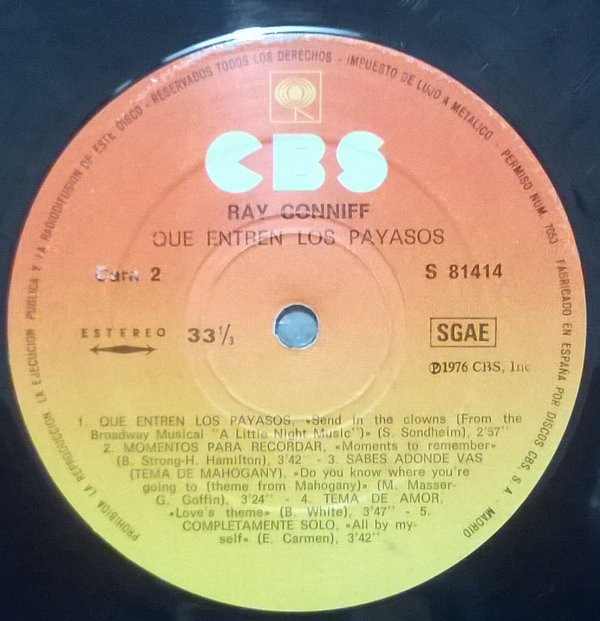 PROHIBIDA LA REPRODUCCION LA EJECUCION PUBLICA Y LA RADIODIFUSION DE ESTE DISCO - RESERVADOS TODOS LOS DERECHOS - IMPUESTO DE LUJO A METALICO - PERMISO NUM. 7053 - FABRICADO EN ESPAÑA POR DISCOS CBS, S. A. MADRID
CBS
RAY CONNIFF
QUE ENTREN LOS PAYASOS
Cara 2
S 81414
ESTEREO 33 1/3
SGAE
℗1976 CBS, Inc
1. QUE ENTREN LOS PAYASOS, «Send in the clowns (From the
Broadway Musical "A Little Night Music")» (S. Sondheim), 2'57"
2. MOMENTOS PARA RECORDAR, «Moments to remember»
(B. Strong-H. Hamifton), 3'42" - 3. SABES ADONDE VAS
(TEMA DE MAHOGANY), «Do you know where you're
going to (theme from Mahogany)» (M. Masser-
G. Goffin), 3'24" - 4. TEMA DE AMOR,
«Love's theme» (B. White), 3'47" - 5.
COMPLETAMENTE SOLO, «All by my-
self» (E. Carmen), 3'42"